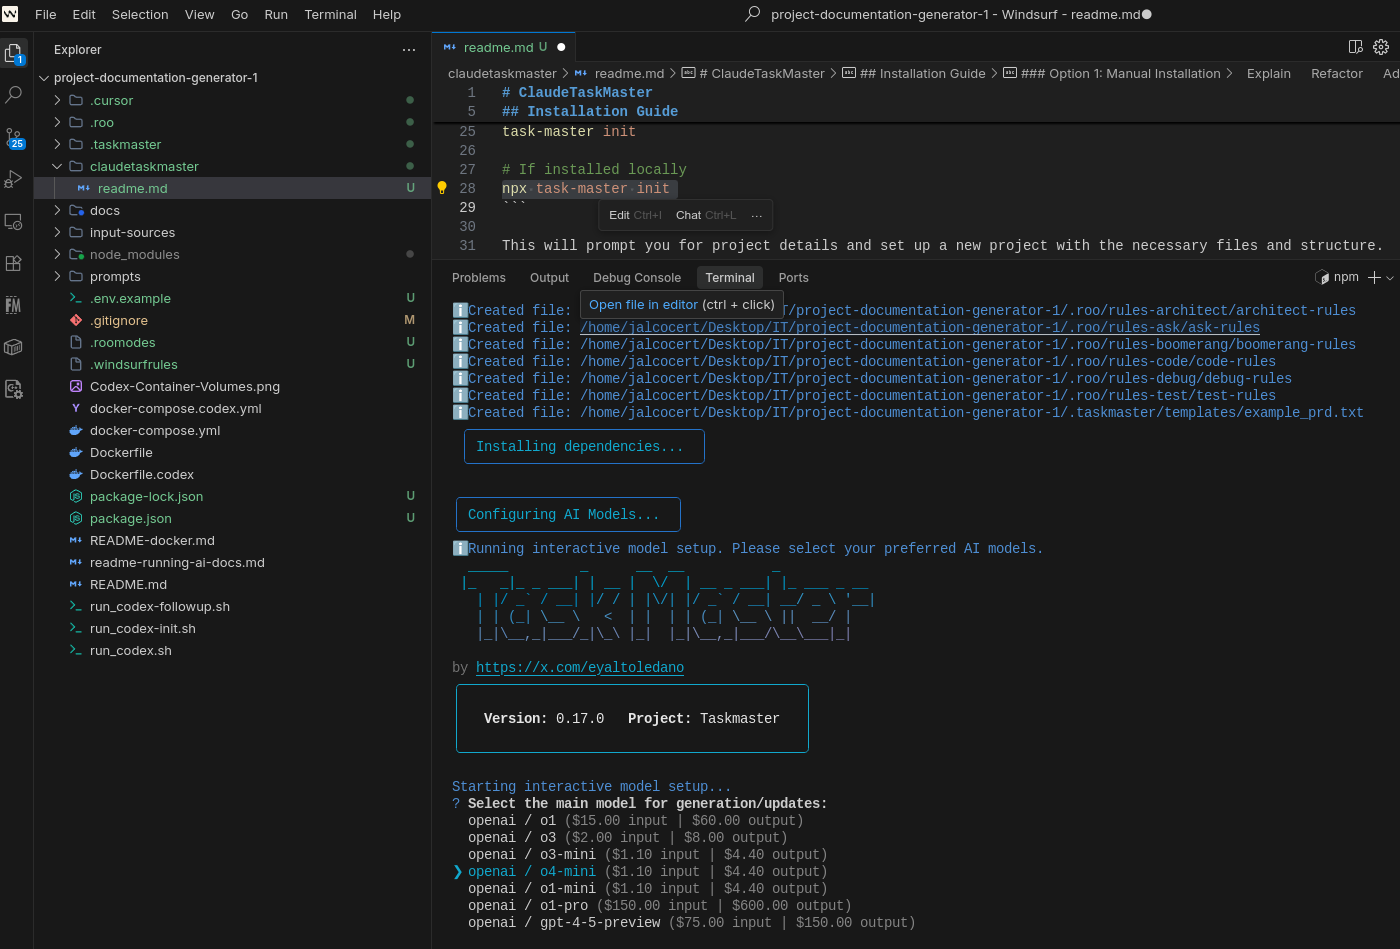 File Edit Selection View Go Run Terminal Help
project-documentation-generator-1 - Windsurf - readme.md●
Explorer
project-documentation-generator-1
.cursor
.roo
.taskmaster
claudetaskmaster
readme.md U
docs
input-sources
node_modules
prompts
.env.example U
.gitignore M
.roomodes U
.windsurfrules U
Codex-Container-Volumes.png
docker-compose.codex.yml
docker-compose.yml
Dockerfile
Dockerfile.codex
package-lock.json U
package.json U
README-docker.md
readme-running-ai-docs.md
README.md
run_codex-followup.sh
run_codex-init.sh
run_codex.sh
1
25
readme.md U
claudetaskmaster > readme.md > # ClaudeTaskMaster > ## Installation Guide > ### Option 1: Manual Installation > Explain Refactor Ad
1 # ClaudeTaskMaster
5 ## Installation Guide
25 task-master init
26
27 # If installed locally
28 npx task-master init
29 ```
Edit Ctrl+I Chat Ctrl+L ...
30
31 This will prompt you for project details and set up a new project with the necessary files and structure.
Problems Output Debug Console Terminal Ports
npm
Open file in editor (ctrl + click)
Created file: T/project-documentation-generator-1/.roo/rules-architect/architect-rules
Created file: /home/jalcocert/Desktop/IT/project-documentation-generator-1/.roo/rules-ask/ask-rules
Created file: /home/jalcocert/Desktop/IT/project-documentation-generator-1/.roo/rules-boomerang/boomerang-rules
Created file: /home/jalcocert/Desktop/IT/project-documentation-generator-1/.roo/rules-code/code-rules
Created file: /home/jalcocert/Desktop/IT/project-documentation-generator-1/.roo/rules-debug/debug-rules
Created file: /home/jalcocert/Desktop/IT/project-documentation-generator-1/.roo/rules-test/test-rules
Created file: /home/jalcocert/Desktop/IT/project-documentation-generator-1/.taskmaster/templates/example_prd.txt
Installing dependencies...
Configuring AI Models...
Running interactive model setup. Please select your preferred AI models.
Task Master
by https://x.com/eyaltoledano
Version: 0.17.0 Project: Taskmaster
Starting interactive model setup...
? Select the main model for generation/updates:
openai / o1 ($15.00 input | $60.00 output)
openai / o3 ($2.00 input | $8.00 output)
openai / o3-mini ($1.10 input | $4.40 output)
❯ openai / o4-mini ($1.10 input | $4.40 output)
openai / o1-mini ($1.10 input | $4.40 output)
openai / o1-pro ($150.00 input | $600.00 output)
openai / gpt-4-5-preview ($75.00 input | $150.00 output)